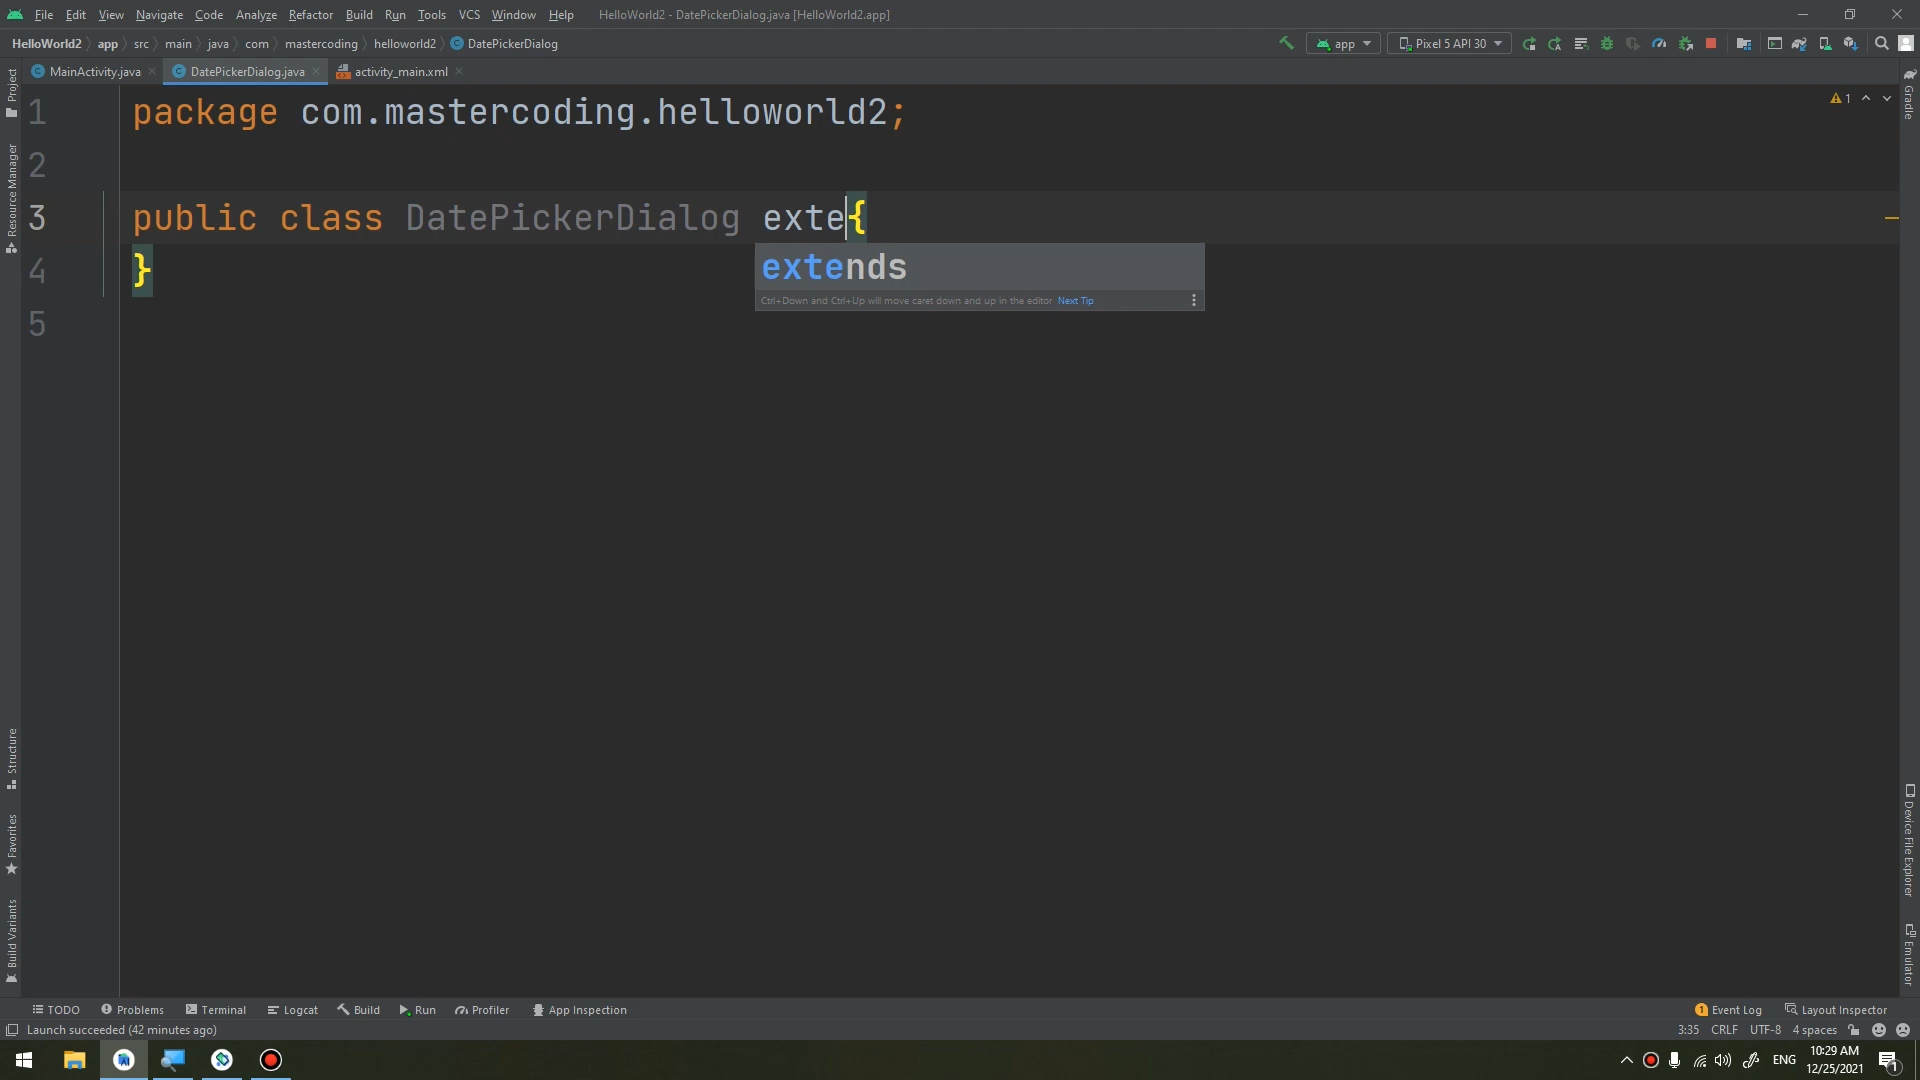 File Edit View Navigate Code Analyze Refactor Build Run Tools VCS Window Help HelloWorld2 - DatePickerDialog.java [HelloWorld2.app]
HelloWorld2 app src main java com mastercoding helloworld2 DatePickerDialog app Pixel 5 API 30
MainActivity.java DatePickerDialog.java activity_main.xml
1 package com.mastercoding.helloworld2;
1
2
3 public class DatePickerDialog exte{
extends
4 }
Ctrl+Down and Ctrl+Up will move caret down and up in the editor Next Tip
5
Project
Resource Manager
Structure
Favorites
Build Variants
Gradle
Device File Explorer
Emulator
TODO Problems Terminal Logcat Build Run Profiler App Inspection 1 Event Log Layout Inspector
Launch succeeded (42 minutes ago) 3:35 CRLF UTF-8 4 spaces
ENG 10:29 AM
12/25/2021
1